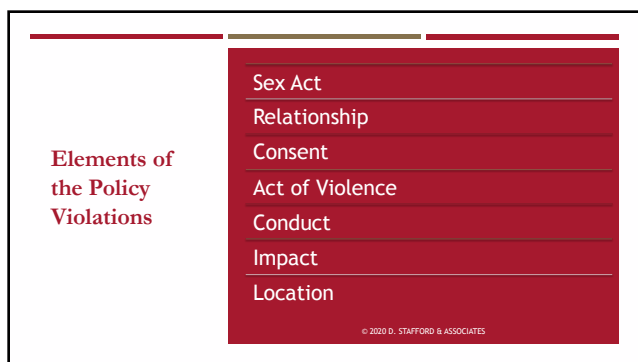 Elements of
the Policy
Violations
Sex Act
Relationship
Consent
Act of Violence
Conduct
Impact
Location
© 2020 D. STAFFORD & ASSOCIATES